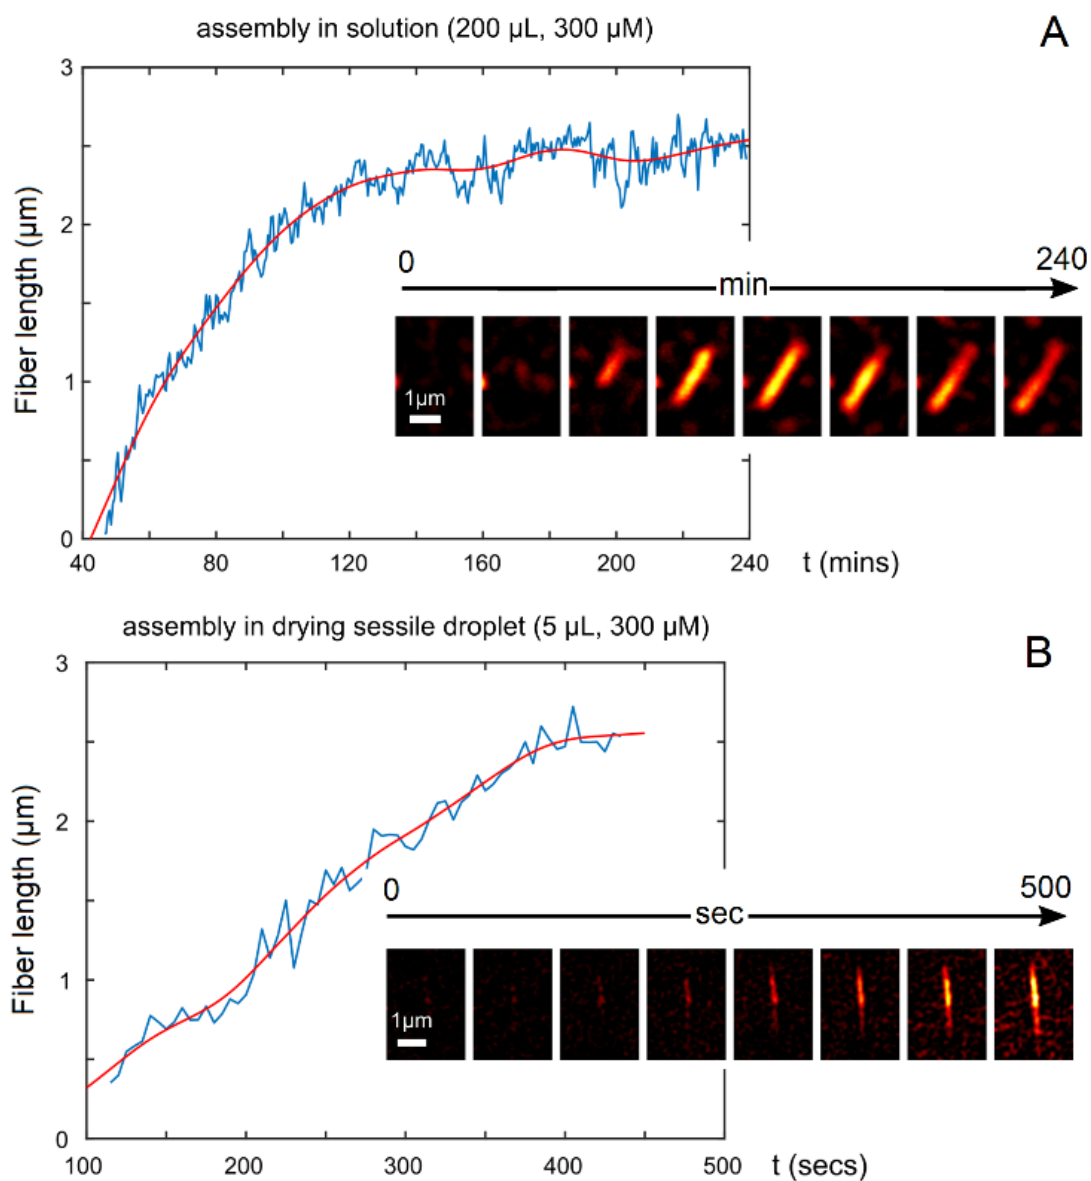 assembly in solution (200 µL, 300 µM)
A
3
2
1
0
Fiber length (µm)
0
240
min
1µm
40
80
120
160
200
240
t (mins)
assembly in drying sessile droplet (5 µL, 300 µM)
B
3
2
1
0
Fiber length (µm)
0
500
sec
1µm
100
200
300
400
500
t (secs)